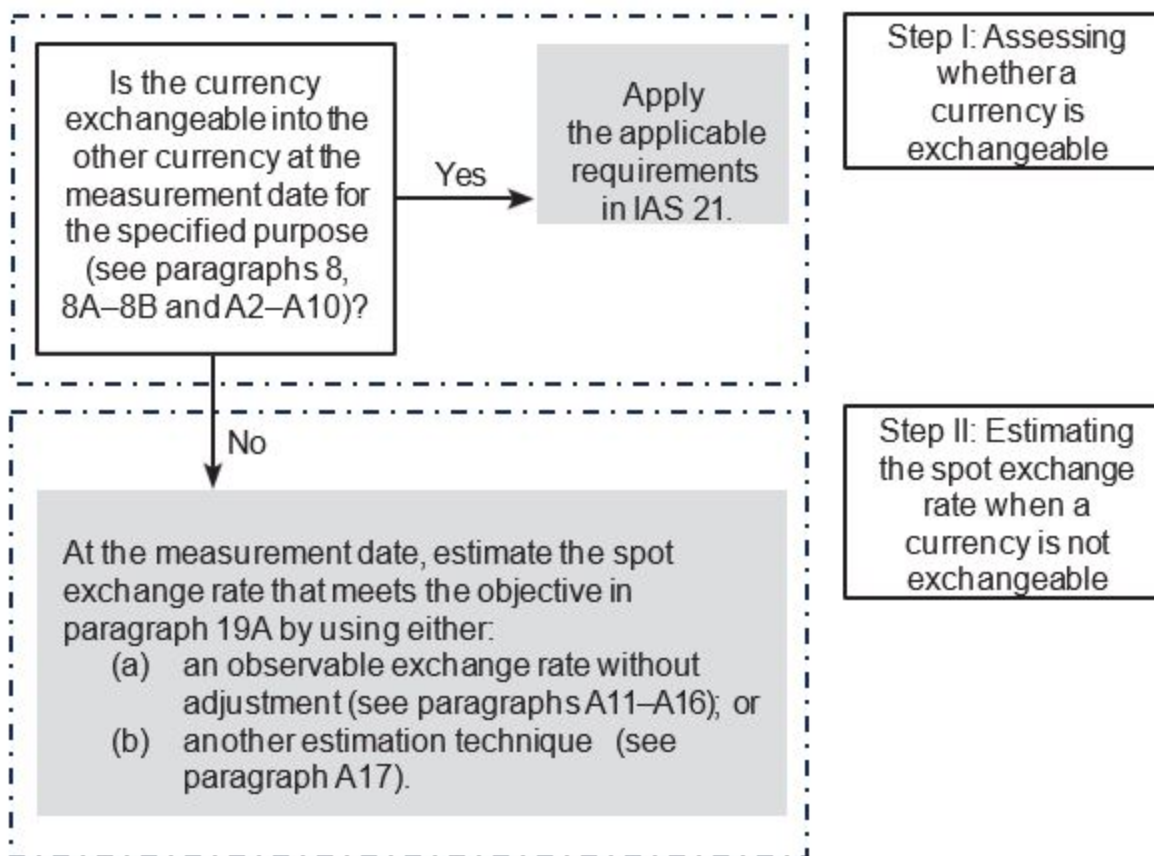 Is the currency
exchangeable into the
other currency at the
measurement date for
the specified purpose
(see paragraphs 8,
8A–8B and A2–A10)?
Yes
Apply
the applicable
requirements
in IAS 21.
Step I: Assessing
whether a
currency is
exchangeable
No
At the measurement date, estimate the spot
exchange rate that meets the objective in
paragraph 19A by using either:
(a) an observable exchange rate without
adjustment (see paragraphs A11–A16); or
(b) another estimation technique (see
paragraph A17).
Step II: Estimating
the spot exchange
rate when a
currency is not
exchangeable